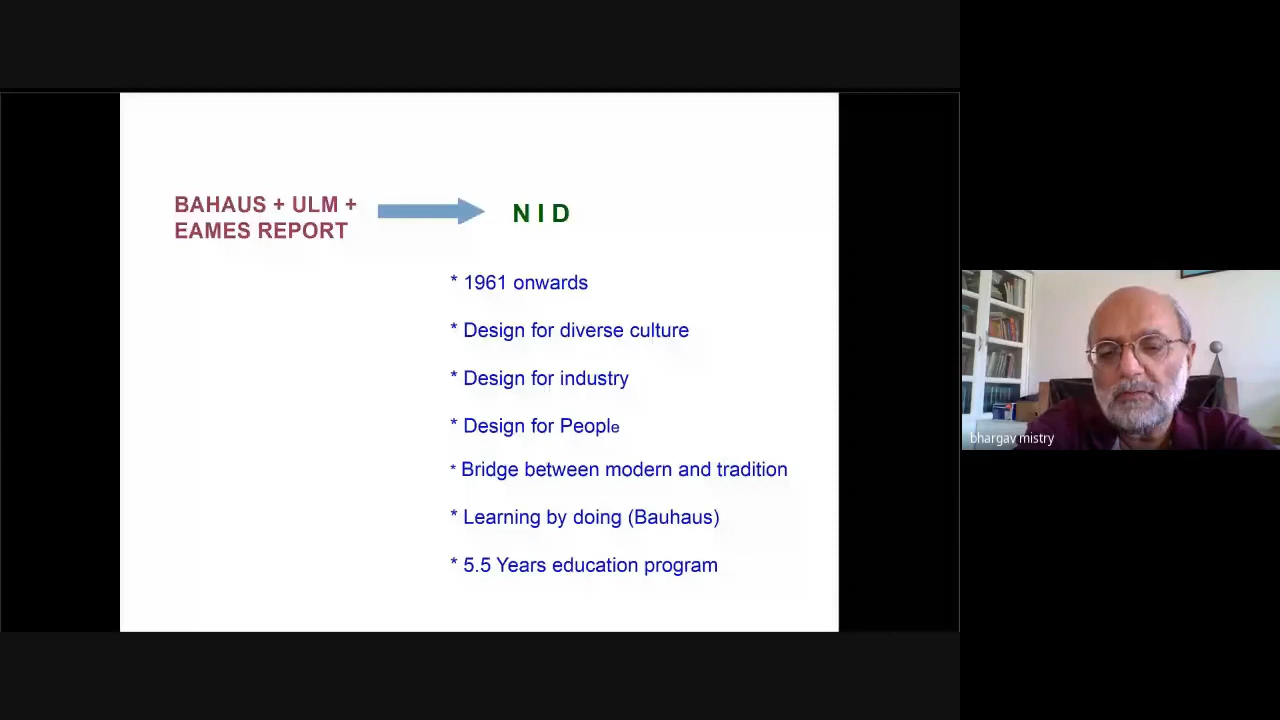 BAHAUS + ULM +
EAMES REPORT
N I D
* 1961 onwards
* Design for diverse culture
* Design for industry
* Design for People
* Bridge between modern and tradition
* Learning by doing (Bauhaus)
* 5.5 Years education program
bhargav mistry